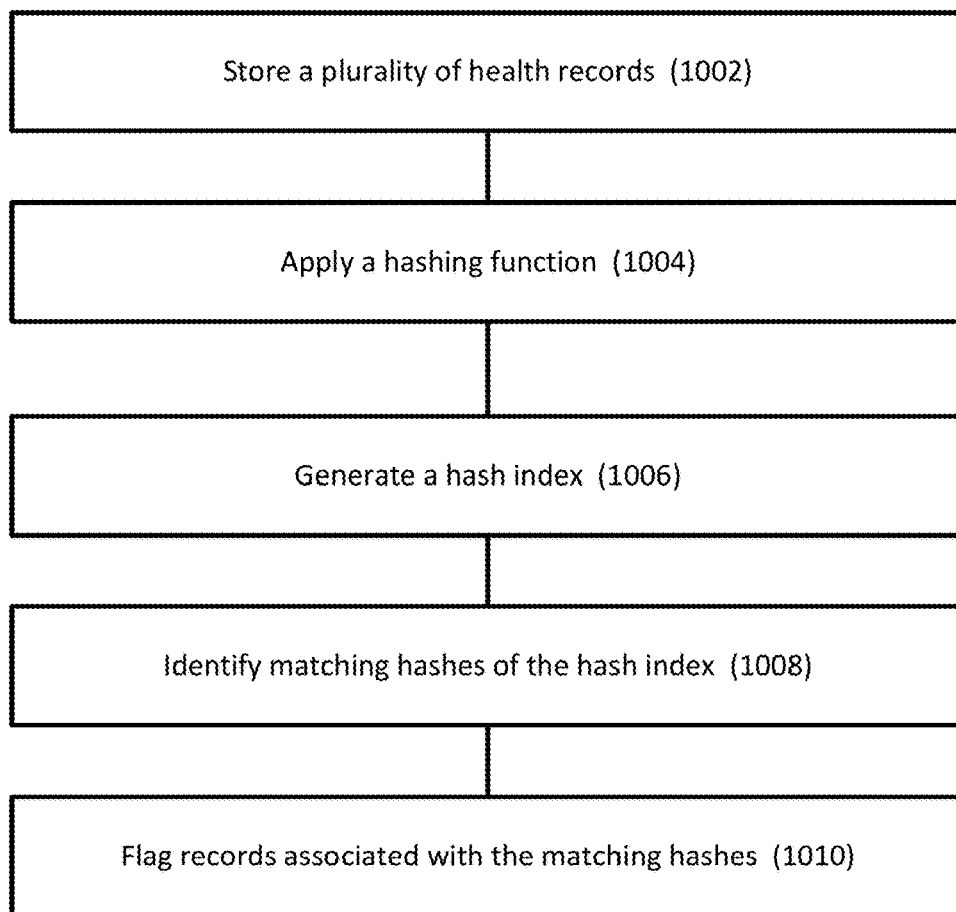 Store a plurality of health records (1002)
Apply a hashing function (1004)
Generate a hash index (1006)
Identify matching hashes of the hash index (1008)
Flag records associated with the matching hashes (1010)